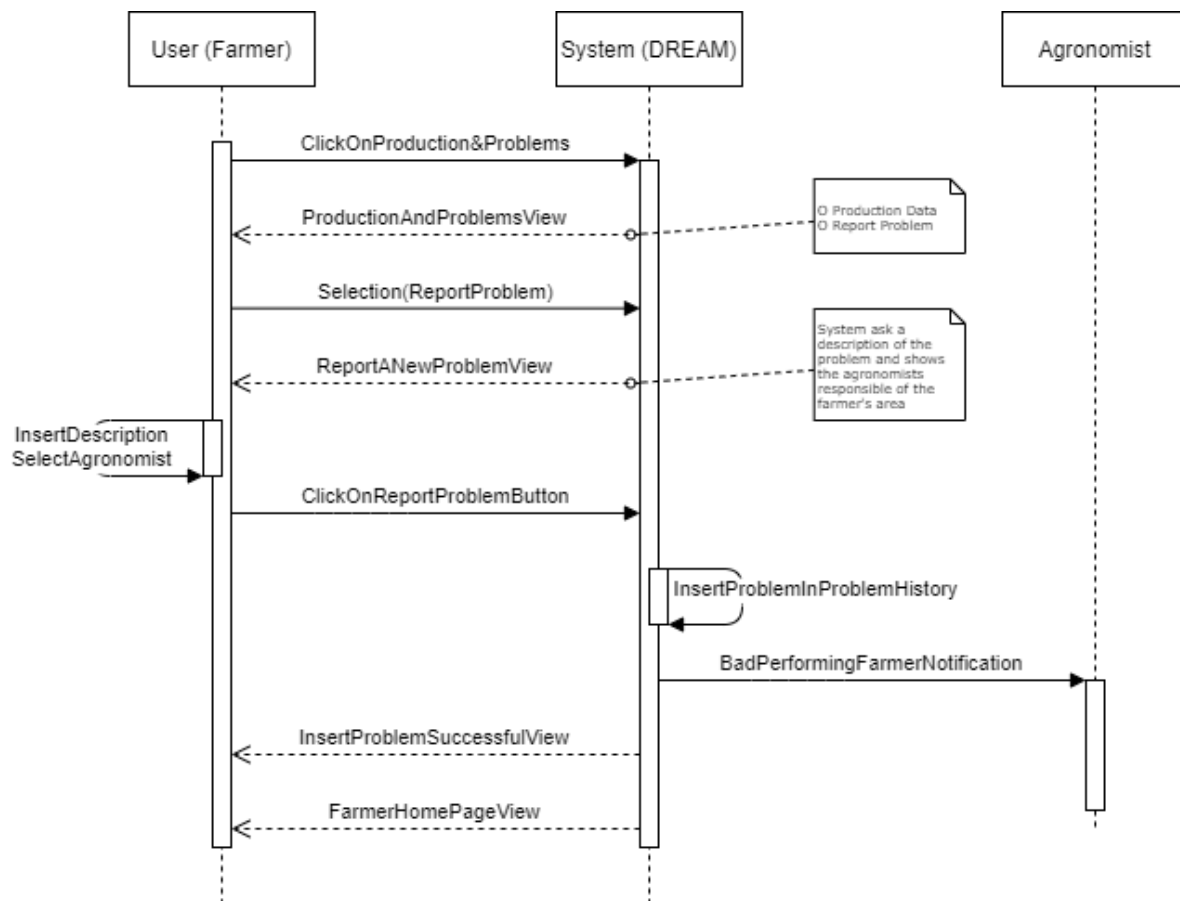 User (Farmer)
System (DREAM)
Agronomist
ClickOnProduction&Problems
ProductionAndProblemsView
O Production Data
O Report Problem
Selection(ReportProblem)
System ask a
description of the
problem and shows
the agronomists
responsible of the
farmer's area
ReportANewProblemView
InsertDescription
SelectAgronomist
ClickOnReportProblemButton
InsertProblemInProblemHistory
BadPerformingFarmerNotification
InsertProblemSuccessfulView
FarmerHomePageView